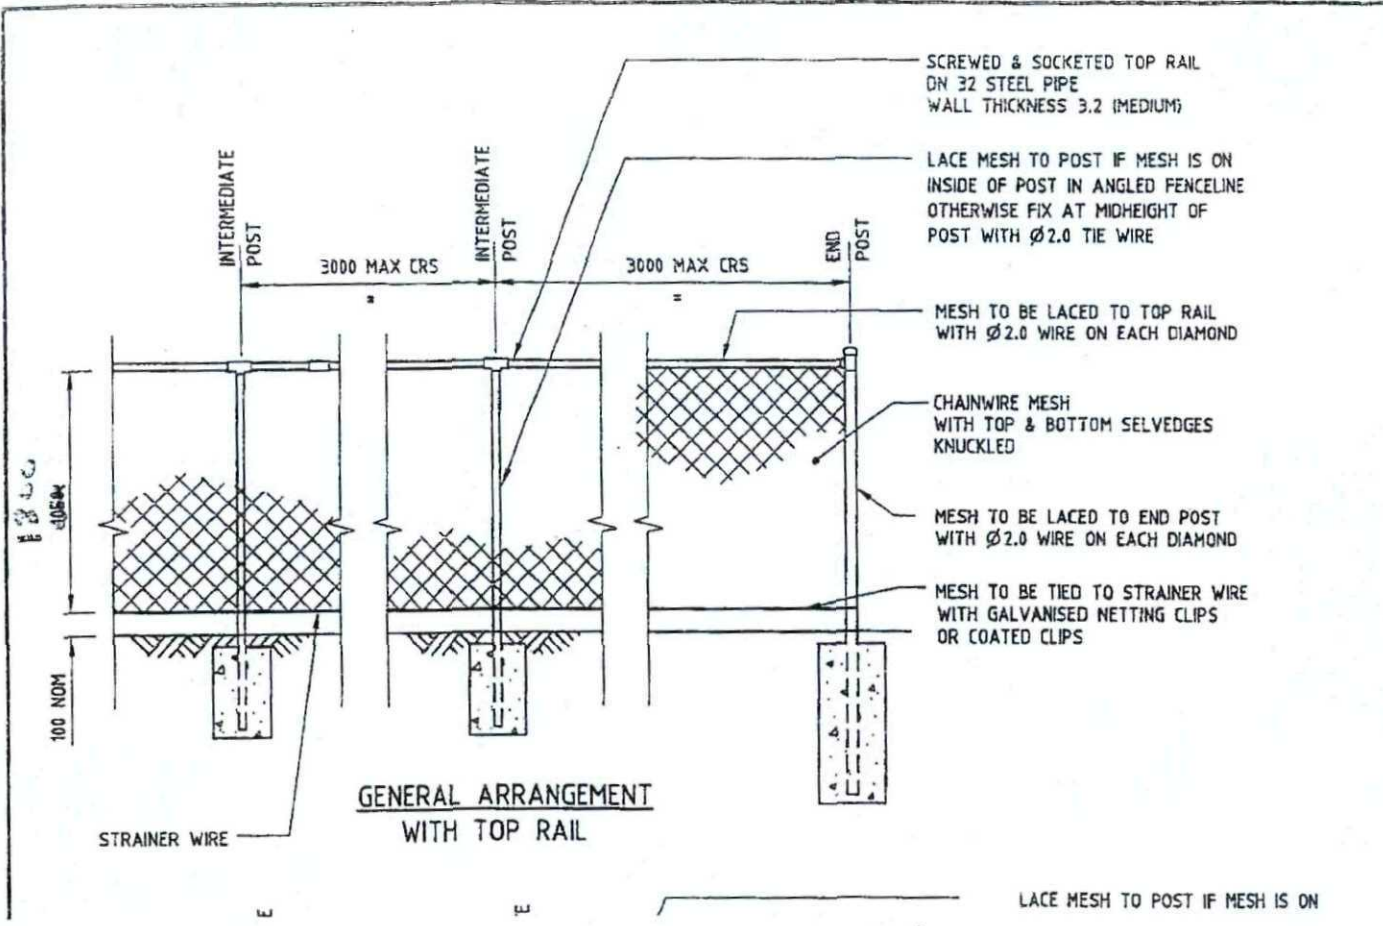 SCREWED & SOCKETED TOP RAIL
DN 32 STEEL PIPE
WALL THICKNESS 3.2 (MEDIUM)
LACE MESH TO POST IF MESH IS ON
INSIDE OF POST IN ANGLED FENCELINE
OTHERWISE FIX AT MIDHEIGHT OF
POST WITH Ø2.0 TIE WIRE
INTERMEDIATE
POST
INTERMEDIATE
POST
END
POST
3000 MAX CRS
=
3000 MAX CRS
=
MESH TO BE LACED TO TOP RAIL
WITH Ø2.0 WIRE ON EACH DIAMOND
CHAINWIRE MESH
WITH TOP & BOTTOM SELVEDGES
KNUCKLED
1800
MESH TO BE LACED TO END POST
WITH Ø2.0 WIRE ON EACH DIAMOND
MESH TO BE TIED TO STRAINER WIRE
WITH GALVANISED NETTING CLIPS
OR COATED CLIPS
100 NOM
GENERAL ARRANGEMENT
WITH TOP RAIL
STRAINER WIRE
LACE MESH TO POST IF MESH IS ON